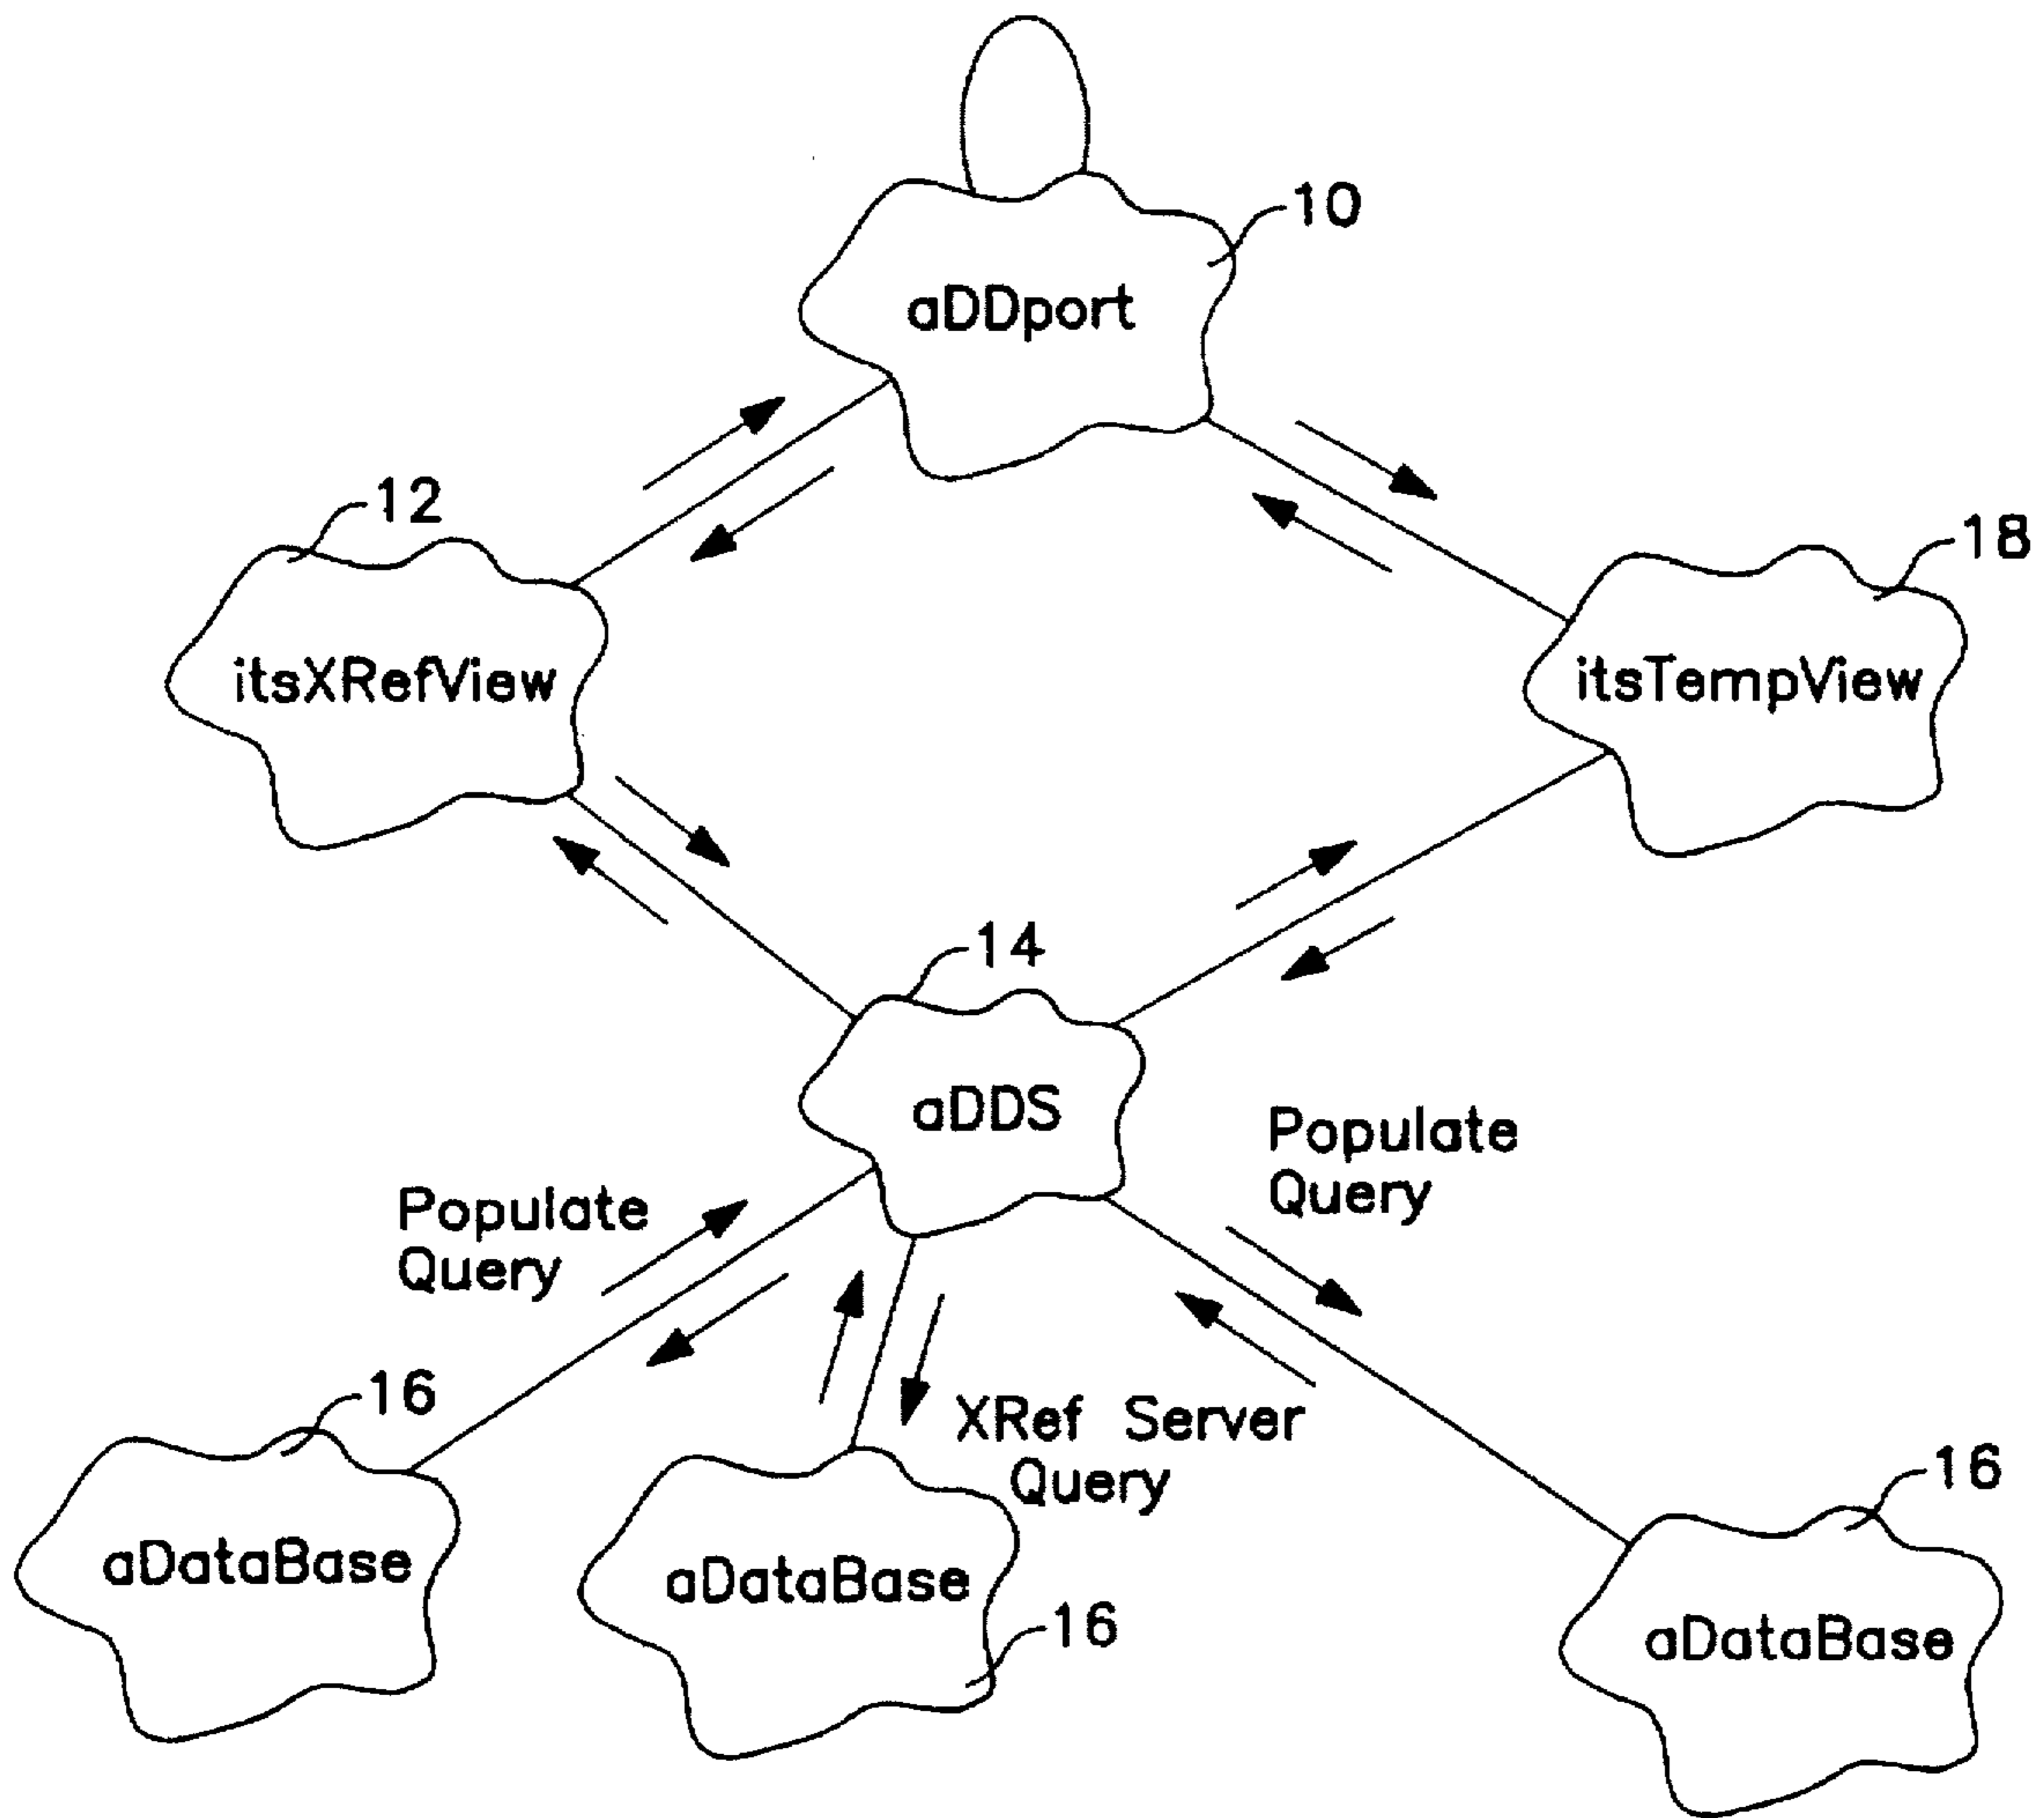 10
aDDport
12
18
itsXRefView
itsTempView
14
aDDS
Populate
Query
Populate
Query
16
XRef Server
Query
16
aDataBase
aDataBase
16
aDataBase